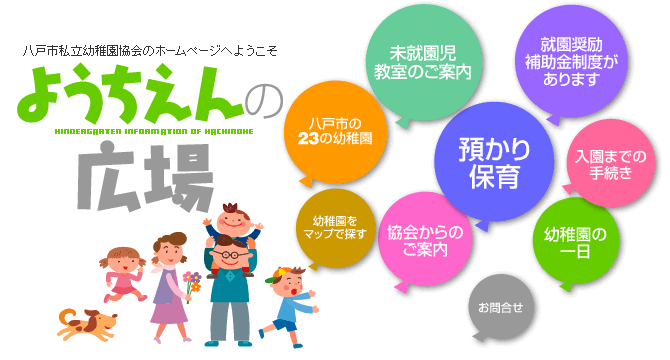 八戸市私立幼稚園協会のホームページへようこそ
ようちえんの
KINDERGARTEN INFORMATION OF HACHINOHE
広場
未就園児
教室のご案内
就園奨励
補助金制度が
あります
八戸市の
23の幼稚園
預かり
保育
入園までの
手続き
幼稚園を
マップで探す
協会からの
ご案内
幼稚園の
一日
お問合せ